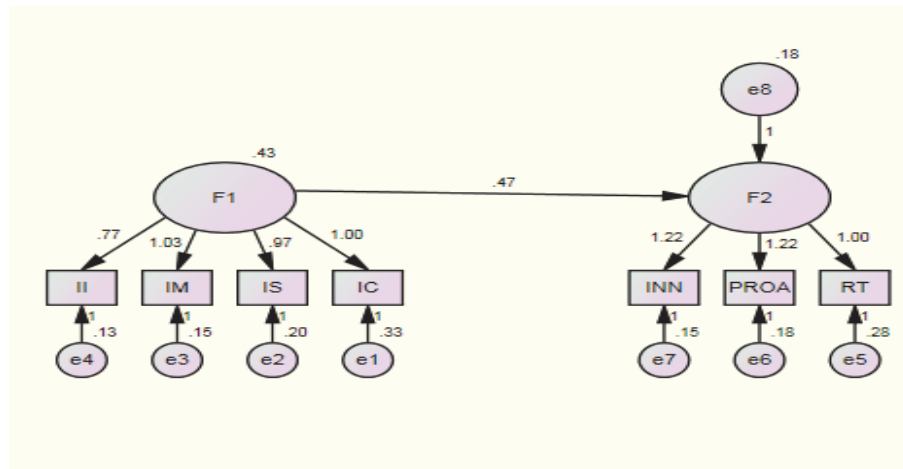 .18
e8
1
.43
F1
.47
F2
.77
1.03
.97
1.00
1.22
1.22
1.00
II
IM
IS
IC
INN
PROA
RT
1
1
1
1
1
1
1
.13
.15
.20
.33
.15
.18
.28
e4
e3
e2
e1
e7
e6
e5